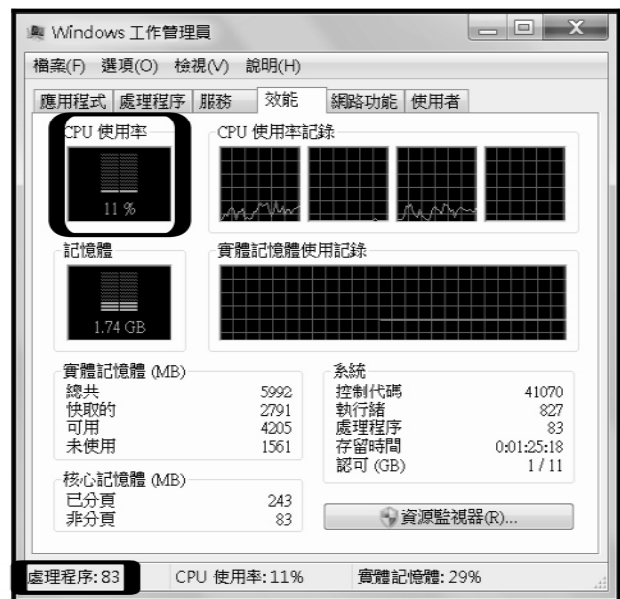 Windows 工作管理員
檔案(F) 選項(O) 檢視(V) 說明(H)
應用程式 處理程序 服務 效能 網路功能 使用者
CPU 使用率 CPU 使用率記錄
11 %
記憶體 實體記憶體使用記錄
1.74 GB
實體記憶體 (MB)
總共 5992
快取的 2791
可用 4205
未使用 1561
核心記憶體 (MB)
已分頁 243
非分頁 83
系統
控制代碼 41070
執行緒 827
處理程序 83
存留時間 0:01:25:18
認可 (GB) 1 / 11
資源監視器(R)...
處理程序: 83 CPU 使用率: 11% 實體記憶體: 29%